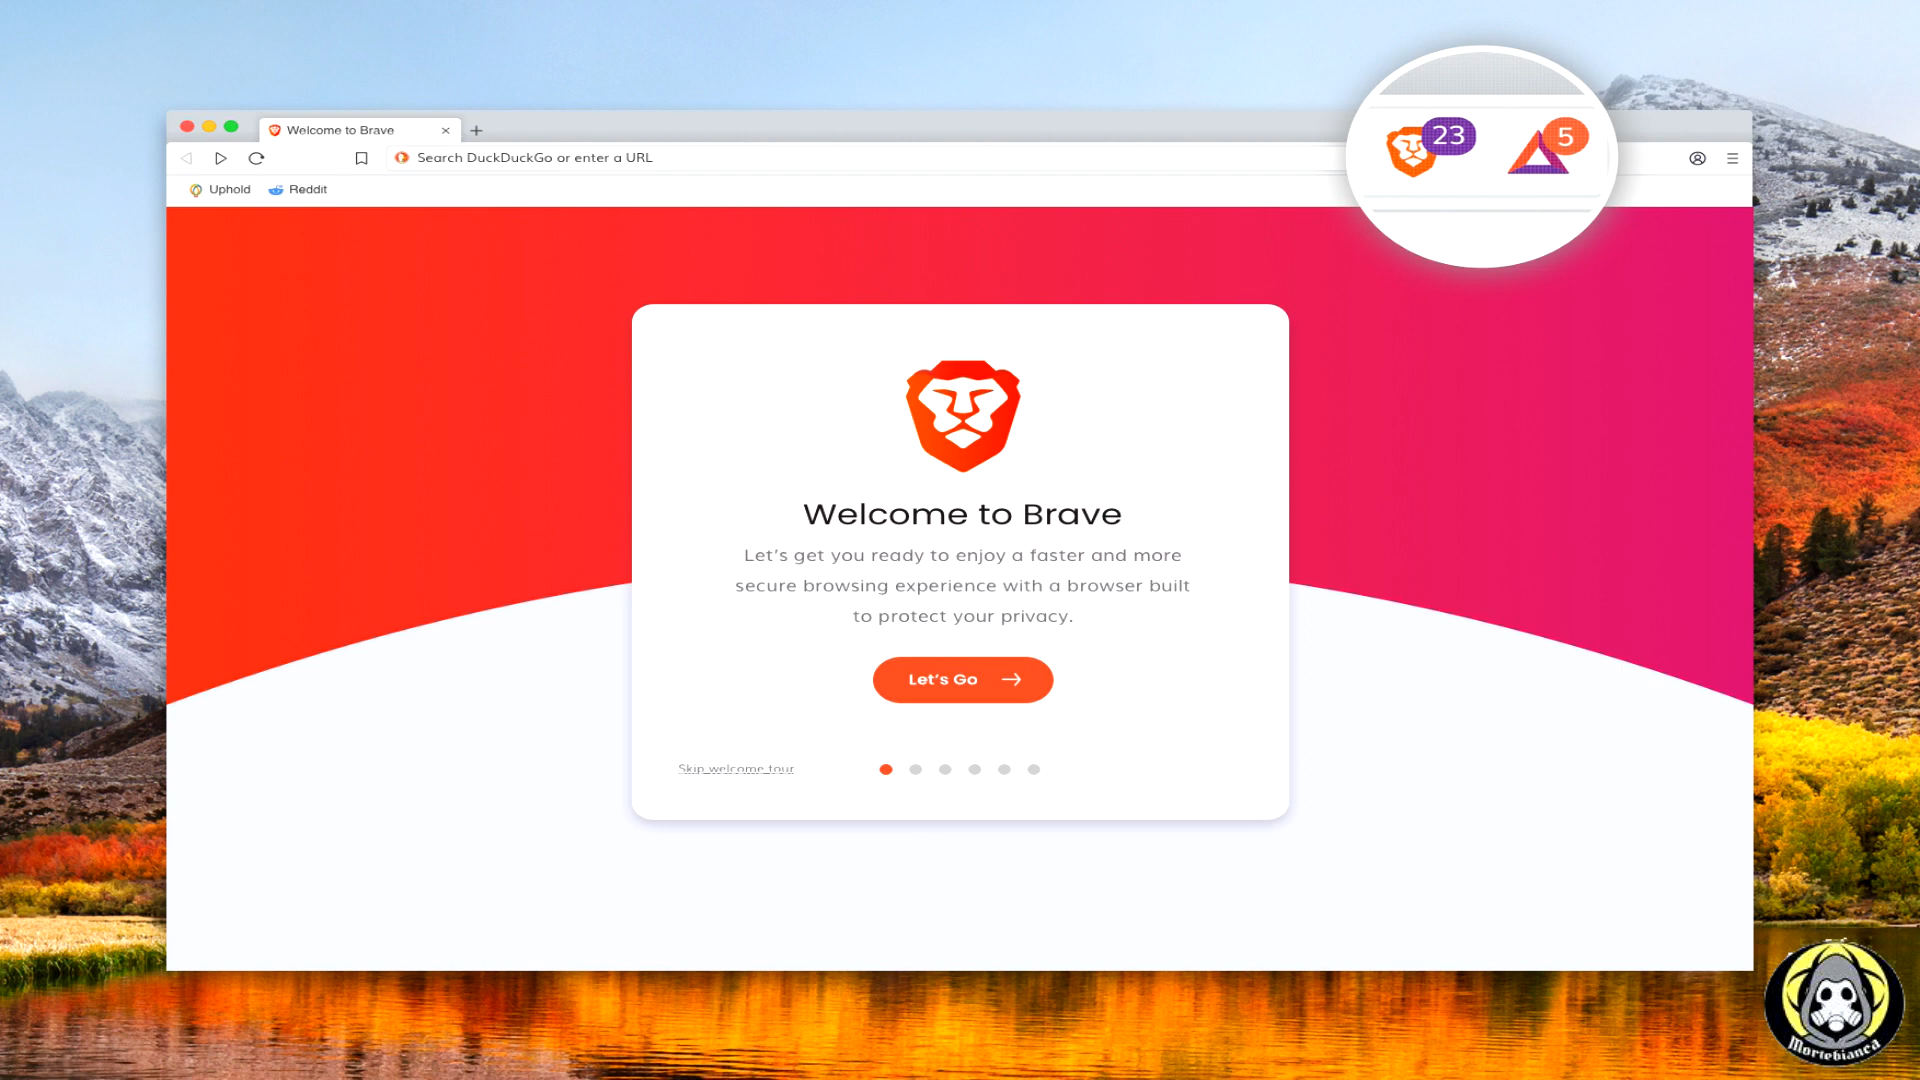 Welcome to Brave
23
5
Search DuckDuckGo or enter a URL
Uphold
Reddit
Welcome to Brave
Let's get you ready to enjoy a faster and more
secure browsing experience with a browser built
to protect your privacy.
Let's Go
Skip welcome tour
Mortebianca